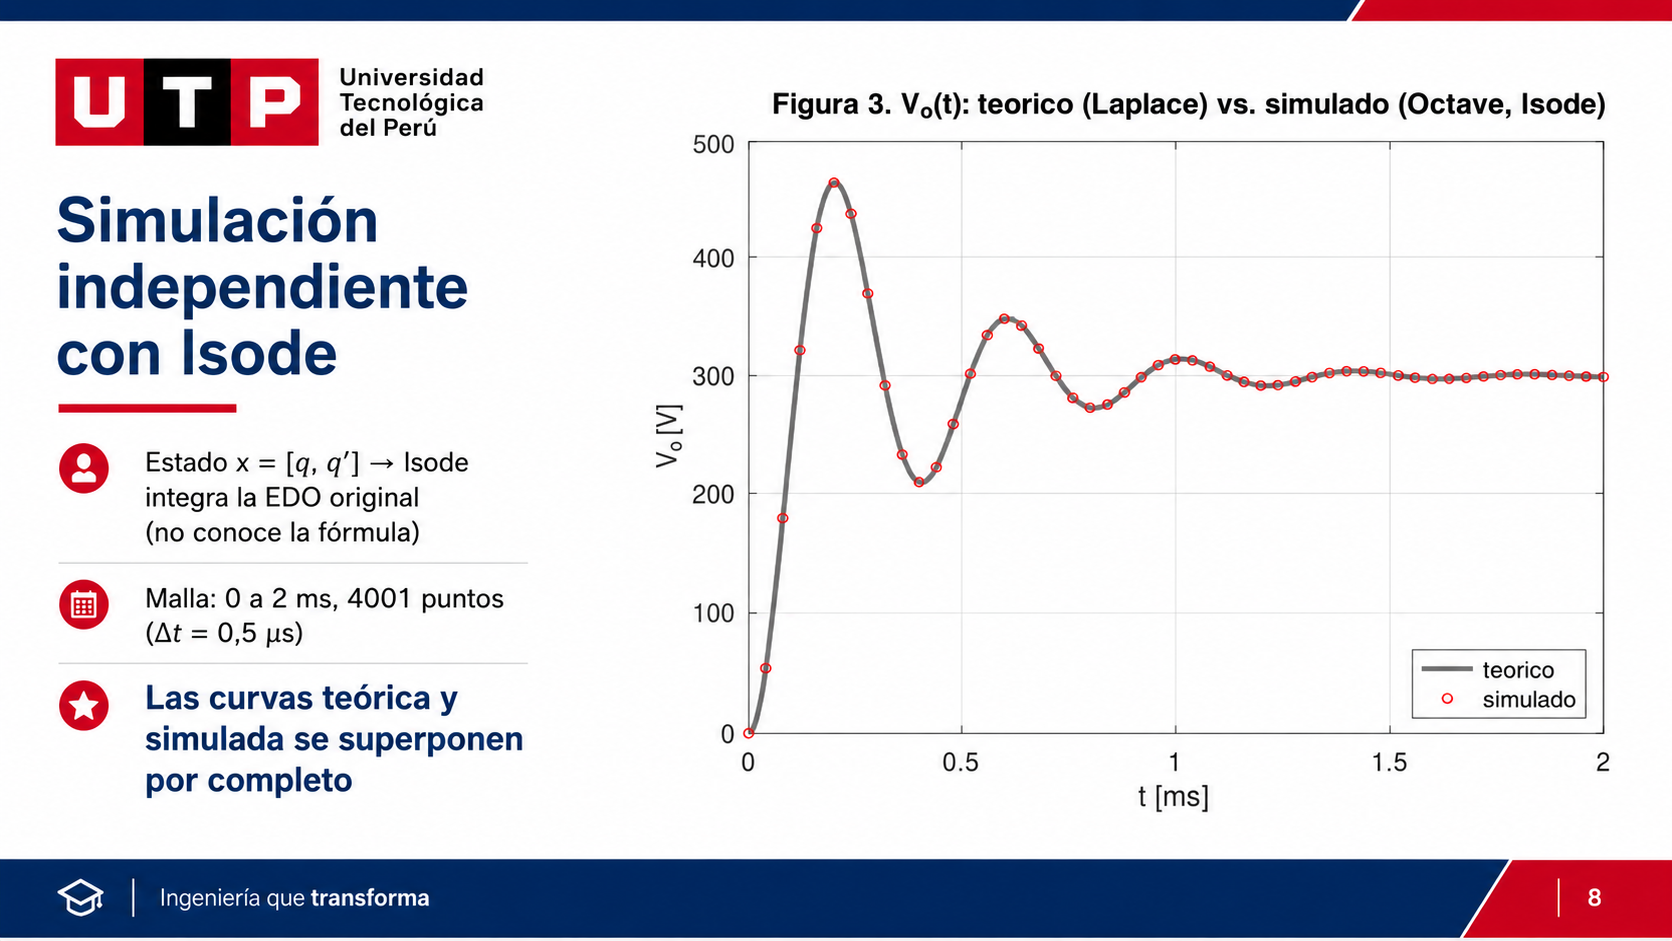 UTP
Universidad
Tecnológica
del Perú
Simulación
independiente
con lsode
Estado x = [q, q′] → lsode
integra la EDO original
(no conoce la fórmula)
Malla: 0 a 2 ms, 4001 puntos
(Δt = 0,5 µs)
Las curvas teórica y
simulada se superponen
por completo
Figura 3. Vₒ(t): teorico (Laplace) vs. simulado (Octave, lsode)
500
400
300
200
100
0
Vₒ [V]
0
0.5
1
1.5
2
t [ms]
teorico
simulado
Ingeniería que transforma
8